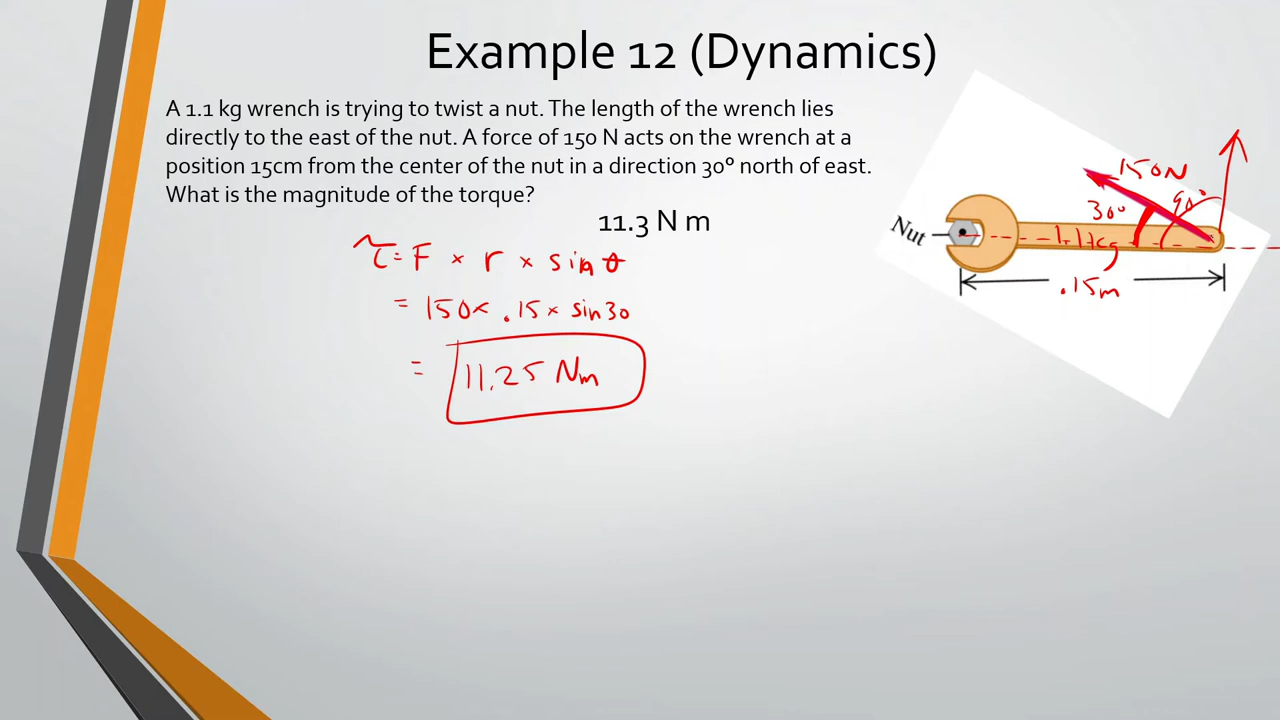 Example 12 (Dynamics)
A 1.1 kg wrench is trying to twist a nut. The length of the wrench lies
directly to the east of the nut. A force of 150 N acts on the wrench at a
position 15cm from the center of the nut in a direction 30° north of east.
What is the magnitude of the torque?
11.3 N m
τ = F × r × sin θ
= 150 × .15 × sin 30
= 11.25 Nm
150N
30° 90°
Nut
1.1kg
.15m